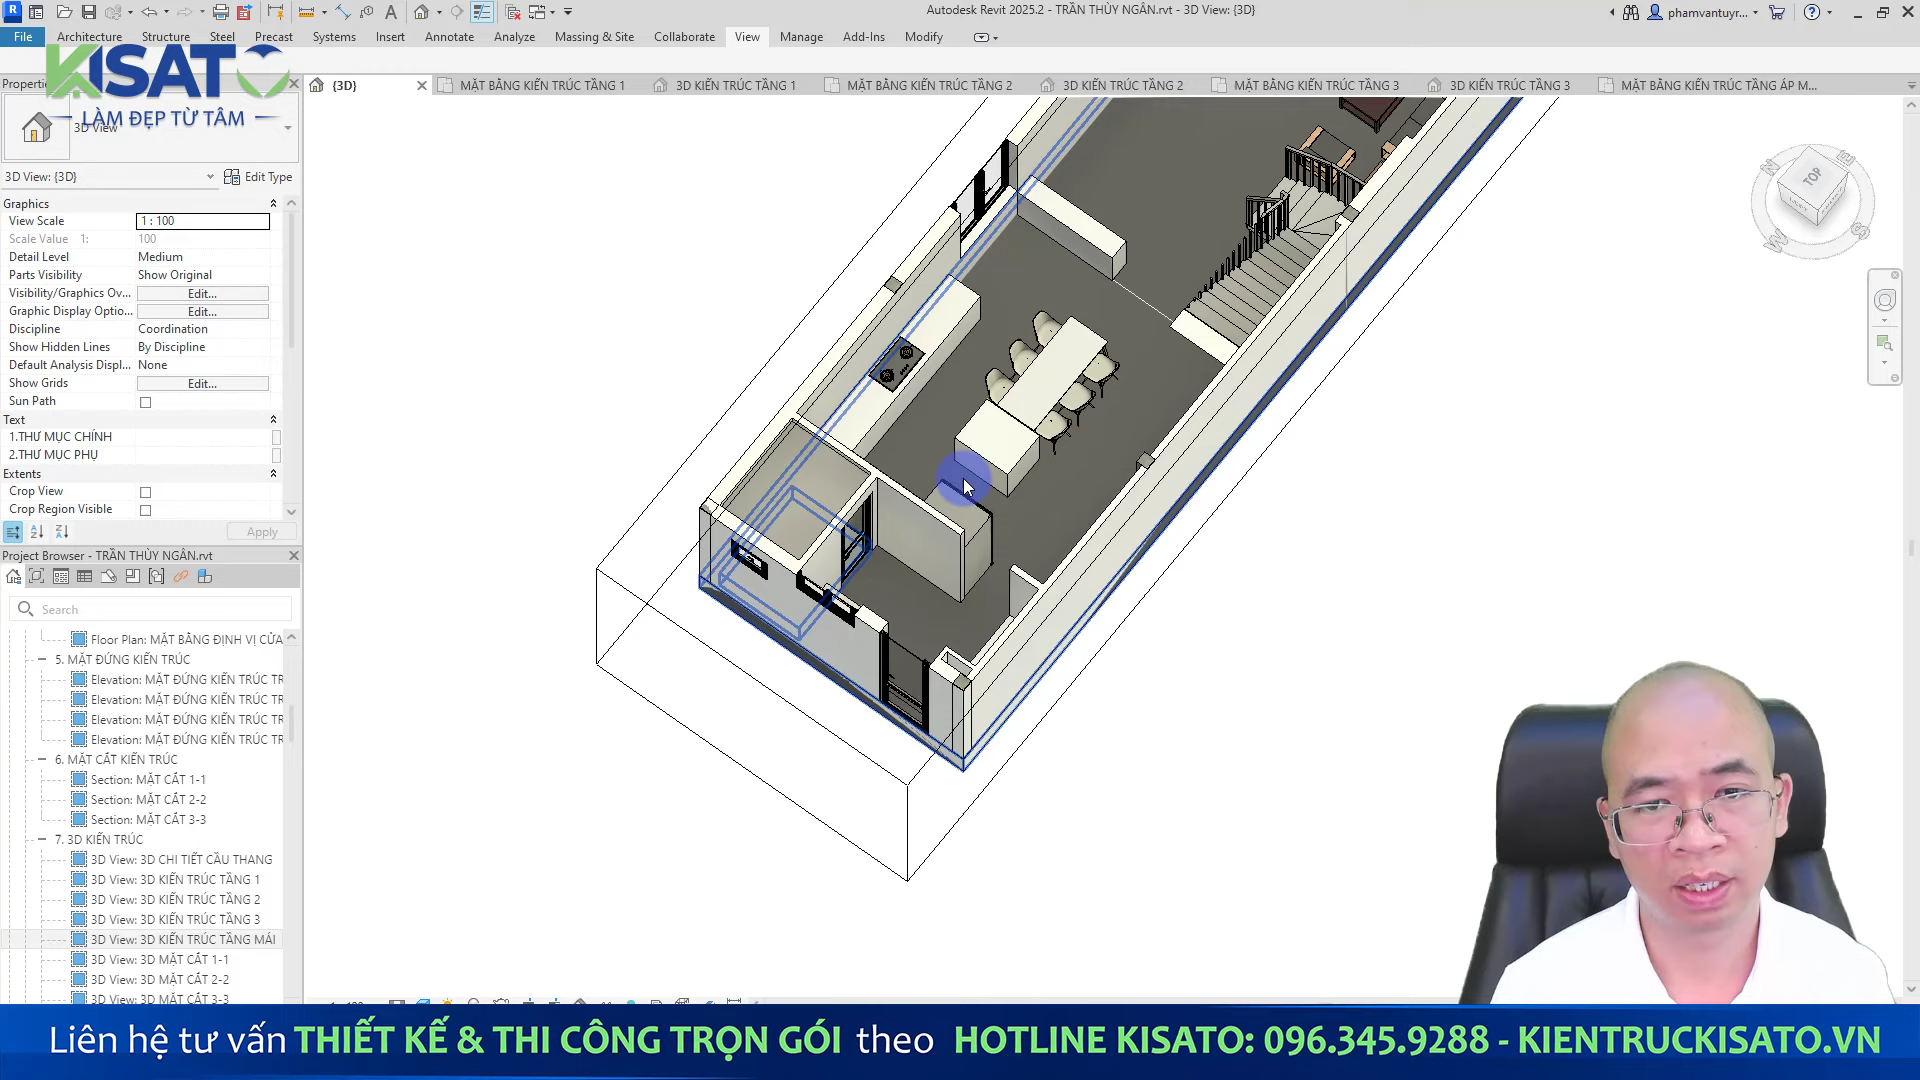 Autodesk Revit 2025.2 - TRẦN THÙY NGÂN.rvt - 3D View: {3D}
phamvantuyr...
File Architecture Structure Steel Precast Systems Insert Annotate Analyze Massing & Site Collaborate View Manage Add-Ins Modify
KISATO
LÀM ĐẸP TỪ TÂM
{3D} MẶT BẰNG KIẾN TRÚC TẦNG 1 3D KIẾN TRÚC TẦNG 1 MẶT BẰNG KIẾN TRÚC TẦNG 2 3D KIẾN TRÚC TẦNG 2 MẶT BẰNG KIẾN TRÚC TẦNG 3 3D KIẾN TRÚC TẦNG 3 MẶT BẰNG KIẾN TRÚC TẦNG ÁP M...
3D View
3D View: {3D} Edit Type
Graphics
View Scale 1 : 100
Scale Value 1: 100
Detail Level Medium
Parts Visibility Show Original
Visibility/Graphics Ov... Edit...
Graphic Display Optio... Edit...
Discipline Coordination
Show Hidden Lines By Discipline
Default Analysis Displ... None
Show Grids Edit...
Sun Path
Text
1.THƯ MỤC CHÍNH
2.THƯ MỤC PHỤ
Extents
Crop View
Crop Region Visible
Apply
Project Browser - TRẦN THÙY NGÂN.rvt
Search
Floor Plan: MẶT BẰNG ĐỊNH VỊ CỬA
5. MẶT ĐỨNG KIẾN TRÚC
Elevation: MẶT ĐỨNG KIẾN TRÚC TR
Elevation: MẶT ĐỨNG KIẾN TRÚC TR
Elevation: MẶT ĐỨNG KIẾN TRÚC TR
Elevation: MẶT ĐỨNG KIẾN TRÚC TR
6. MẶT CẮT KIẾN TRÚC
Section: MẶT CẮT 1-1
Section: MẶT CẮT 2-2
Section: MẶT CẮT 3-3
7. 3D KIẾN TRÚC
3D View: 3D CHI TIẾT CẦU THANG
3D View: 3D KIẾN TRÚC TẦNG 1
3D View: 3D KIẾN TRÚC TẦNG 2
3D View: 3D KIẾN TRÚC TẦNG 3
3D View: 3D KIẾN TRÚC TẦNG MÁI
3D View: 3D MẶT CẮT 1-1
3D View: 3D MẶT CẮT 2-2
3D View: 3D MẶT CẮT 3-3
TOP
Liên hệ tư vấn THIẾT KẾ & THI CÔNG TRỌN GÓI theo HOTLINE KISATO: 096.345.9288 - KIENTRUCKISATO.VN